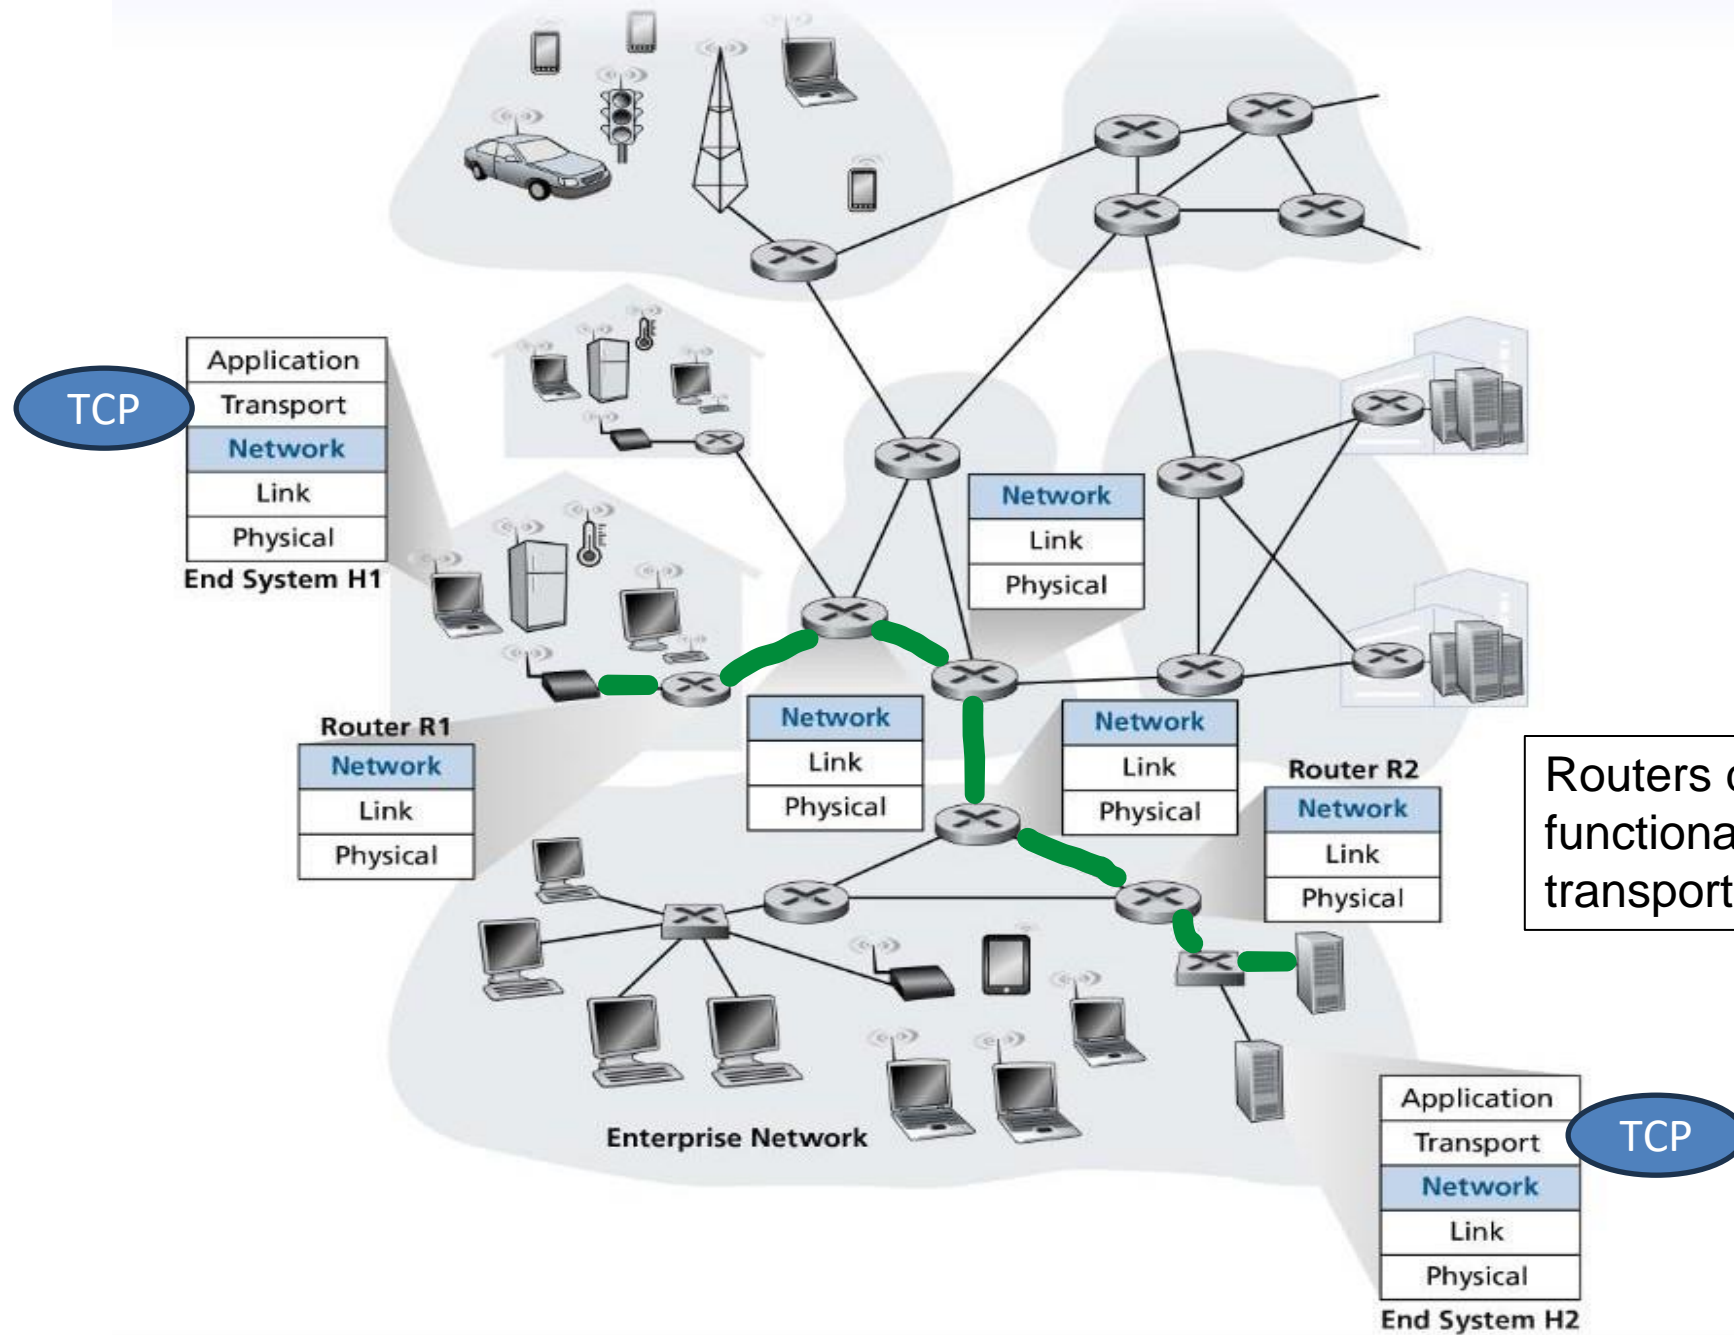 Application
TCP
Transport
Network
Link
Physical
End System H1
Network
Link
Physical
Router R1
Network
Link
Physical
Network
Link
Physical
Network
Link
Physical
Router R2
Network
Link
Physical
Routers
functiona
transport
Enterprise Network
Application
Transport
TCP
Network
Link
Physical
End System H2